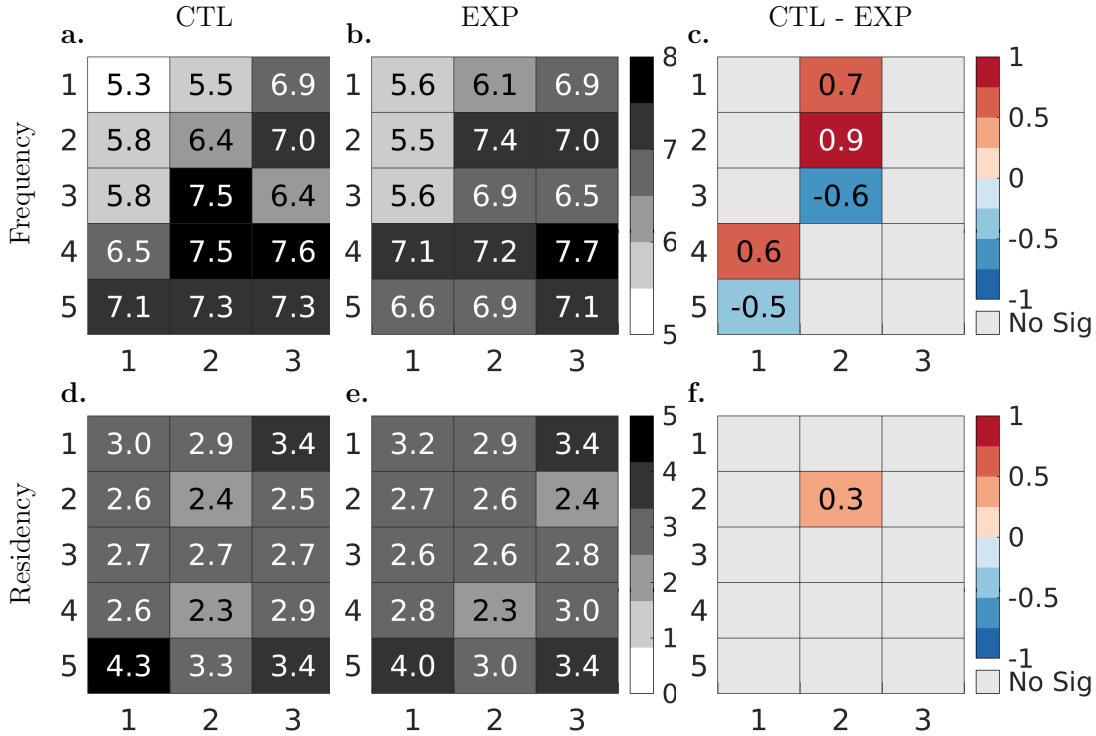 CTL EXP CTL - EXP
a. b. c.
Frequency
1 5.3 5.5 6.9 1 5.6 6.1 6.9 8 1 0.7 1
2 5.8 6.4 7.0 2 5.5 7.4 7.0 7 2 0.9 0.5
3 5.8 7.5 6.4 3 5.6 6.9 6.5 3 -0.6 0
4 6.5 7.5 7.6 4 7.1 7.2 7.7 6 4 0.6 -0.5
5 7.1 7.3 7.3 5 6.6 6.9 7.1 5 5 -0.5 -1
No Sig
1 2 3 1 2 3 1 2 3
d. e. f.
Residency
1 3.0 2.9 3.4 1 3.2 2.9 3.4 5 1 1
2 2.6 2.4 2.5 2 2.7 2.6 2.4 4 2 0.3 0.5
3 2.7 2.7 2.7 3 2.6 2.6 2.8 3 3 0
4 2.6 2.3 2.9 4 2.8 2.3 3.0 2 4 -0.5
5 4.3 3.3 3.4 5 4.0 3.0 3.4 1 5 -1
0 No Sig
1 2 3 1 2 3 1 2 3